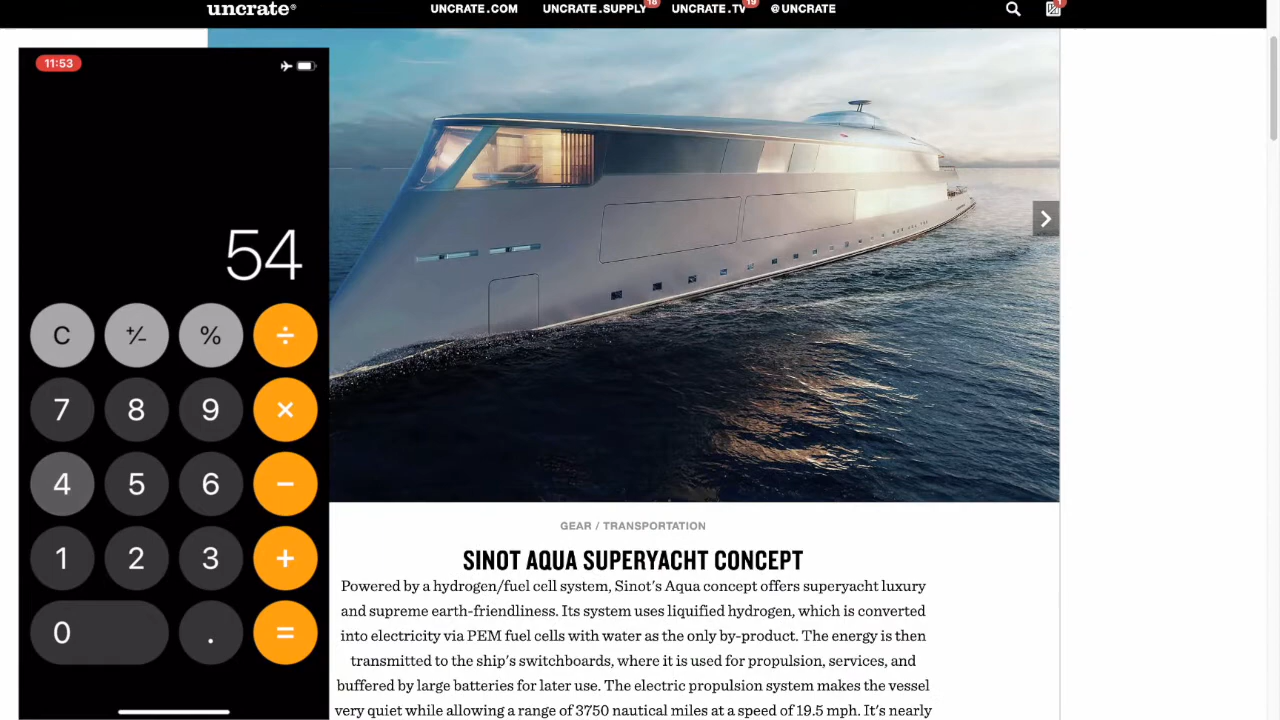 uncrate®
UNCRATE.COM
UNCRATE.SUPPLY
18
UNCRATE.TV
19
@UNCRATE
1
11:53
54
C
+/-
%
÷
7
8
9
×
4
5
6
−
1
2
3
+
0
.
=
GEAR / TRANSPORTATION
SINOT AQUA SUPERYACHT CONCEPT
Powered by a hydrogen/fuel cell system, Sinot's Aqua concept offers superyacht luxury
and supreme earth-friendliness. Its system uses liquified hydrogen, which is converted
into electricity via PEM fuel cells with water as the only by-product. The energy is then
transmitted to the ship's switchboards, where it is used for propulsion, services, and
buffered by large batteries for later use. The electric propulsion system makes the vessel
very quiet while allowing a range of 3750 nautical miles at a speed of 19.5 mph. It's nearly